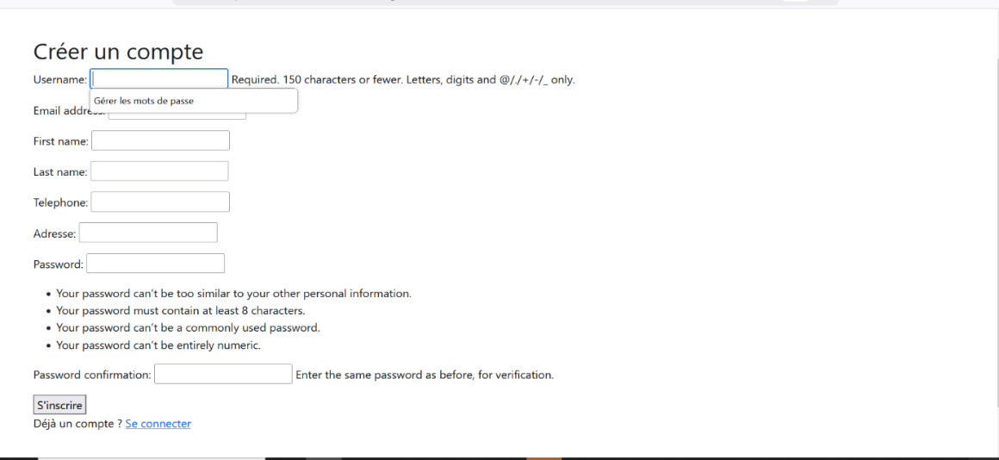 Créer un compte
Username: Required. 150 characters or fewer. Letters, digits and @/./+/-/_ only.
Gérer les mots de passe
Email address:
First name:
Last name:
Telephone:
Adresse:
Password:
• Your password can't be too similar to your other personal information.
• Your password must contain at least 8 characters.
• Your password can't be a commonly used password.
• Your password can't be entirely numeric.
Password confirmation: Enter the same password as before, for verification.
S'inscrire
Déjà un compte ? Se connecter